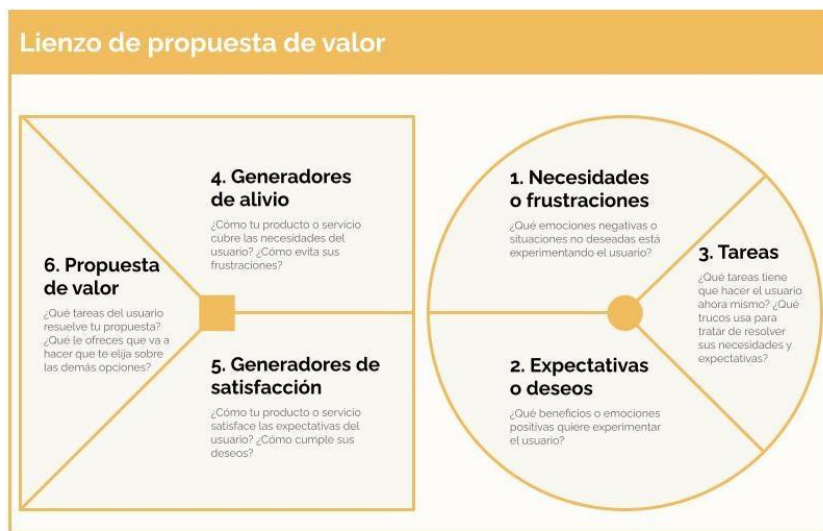 Lienzo de propuesta de valor
4. Generadores
de alivio
¿Cómo tu producto o servicio
cubre las necesidades del
usuario? ¿Cómo evita sus
frustraciones?
6. Propuesta
de valor
¿Qué tareas del usuario
resuelve tu propuesta?
¿Qué le ofreces que va a
hacer que te elija sobre
las demás opciones?
5. Generadores de
satisfacción
¿Cómo tu producto o servicio
satisface las expectativas del
usuario? ¿Cómo cumple sus
deseos?
1. Necesidades
o frustraciones
¿Qué emociones negativas o
situaciones no deseadas está
experimentando el usuario?
3. Tareas
¿Qué tareas tiene
que hacer el usuario
ahora mismo? ¿Qué
trucos usa para
tratar de resolver
sus necesidades y
expectativas?
2. Expectativas
o deseos
¿Qué beneficios o emociones
positivas quiere experimentar
el usuario?